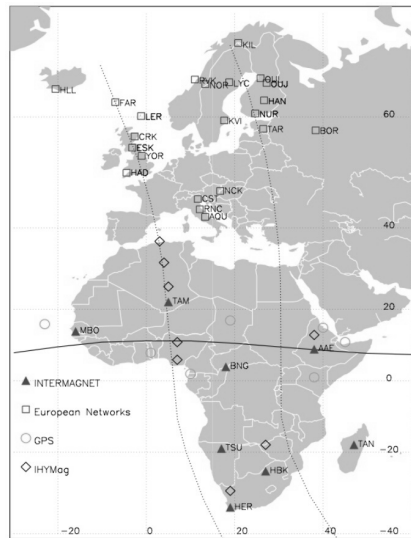 KIL
RVK
NOR
LYC
OUJ
HLL
HAN
FAR
LER
NUR
KVI
TAR
BOR
60
CRK
ESK
YOR
HAD
NCK
CST
RNC
AQU
40
20
TAM
MBO
AAE
BNG
0
INTERMAGNET
European Networks
GPS
IHYMag
TSU
TAN
-20
HBK
HER
-20
0
20
40